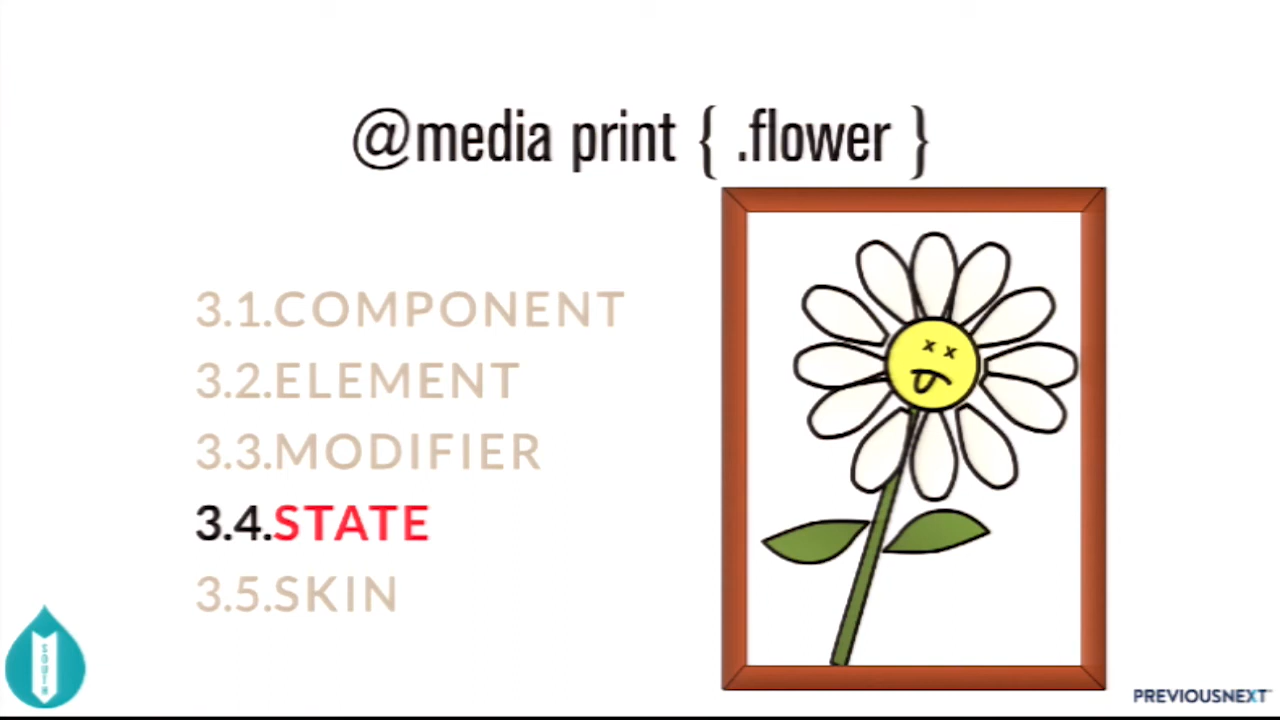 @media print { .flower }
3.1.COMPONENT
3.2.ELEMENT
3.3.MODIFIER
3.4.STATE
3.5.SKIN
SOUTH
PREVIOUSNEXT